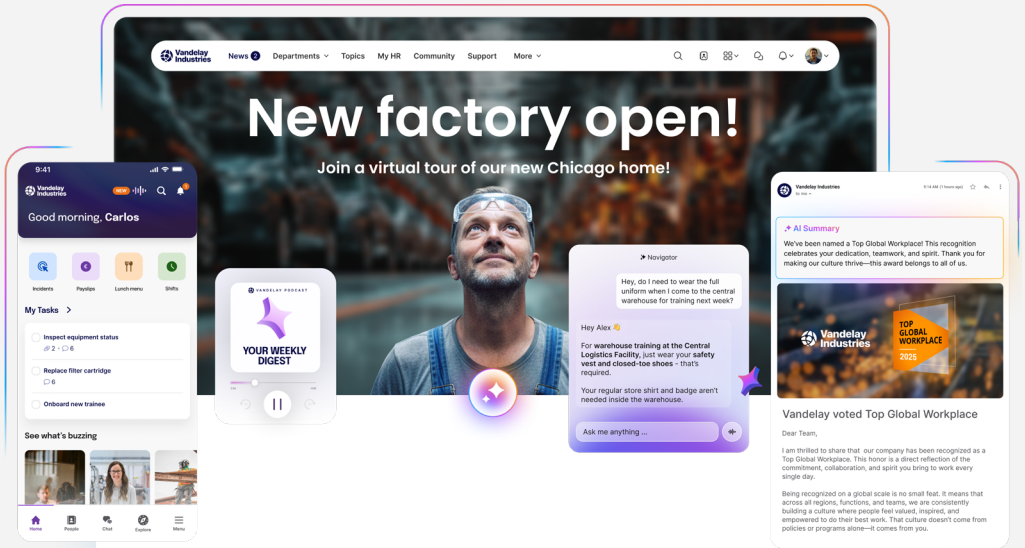 Vandelay
Industries
News 2
Departments
Topics
My HR
Community
Support
More
New factory open!
Join a virtual tour of our new Chicago home!
9:41
Vandelay
Industries
NEW
Good morning, Carlos
Incidents
Payslips
Lunch menu
Shifts
My Tasks
Inspect equipment status
2 · 6
Replace filter cartridge
6
Onboard new trainee
See what's buzzing
Home
People
Chat
Explore
Menu
VANDELAY PODCAST
YOUR WEEKLY
DIGEST
Navigator
Hey, do I need to wear the full
uniform when I come to the central
warehouse for training next week?
Hey Alex 👋
For warehouse training at the Central
Logistics Facility, just wear your safety
vest and closed-toe shoes - that's
required.
Your regular store shirt and badge aren't
needed inside the warehouse.
Ask me anything ...
Vandelay Industries
to me
9:14 AM (1 hours ago)
AI Summary
We've been named a Top Global Workplace! This recognition
celebrates your dedication, teamwork, and spirit. Thank you for
making our culture thrive—this award belongs to all of us.
Vandelay
Industries
TOP
GLOBAL
WORKPLACE
2025
Vandelay voted Top Global Workplace
Dear Team,
I am thrilled to share that our company has been recognized as a
Top Global Workplace. This honor is a direct reflection of the
commitment, collaboration, and spirit you bring to work every
single day.
Being recognized on a global scale is no small feat. It means that
across all regions, functions, and teams, we are consistently
building a culture where people feel valued, inspired, and
empowered to do their best work. That culture doesn't come from
policies or programs alone—it comes from you.